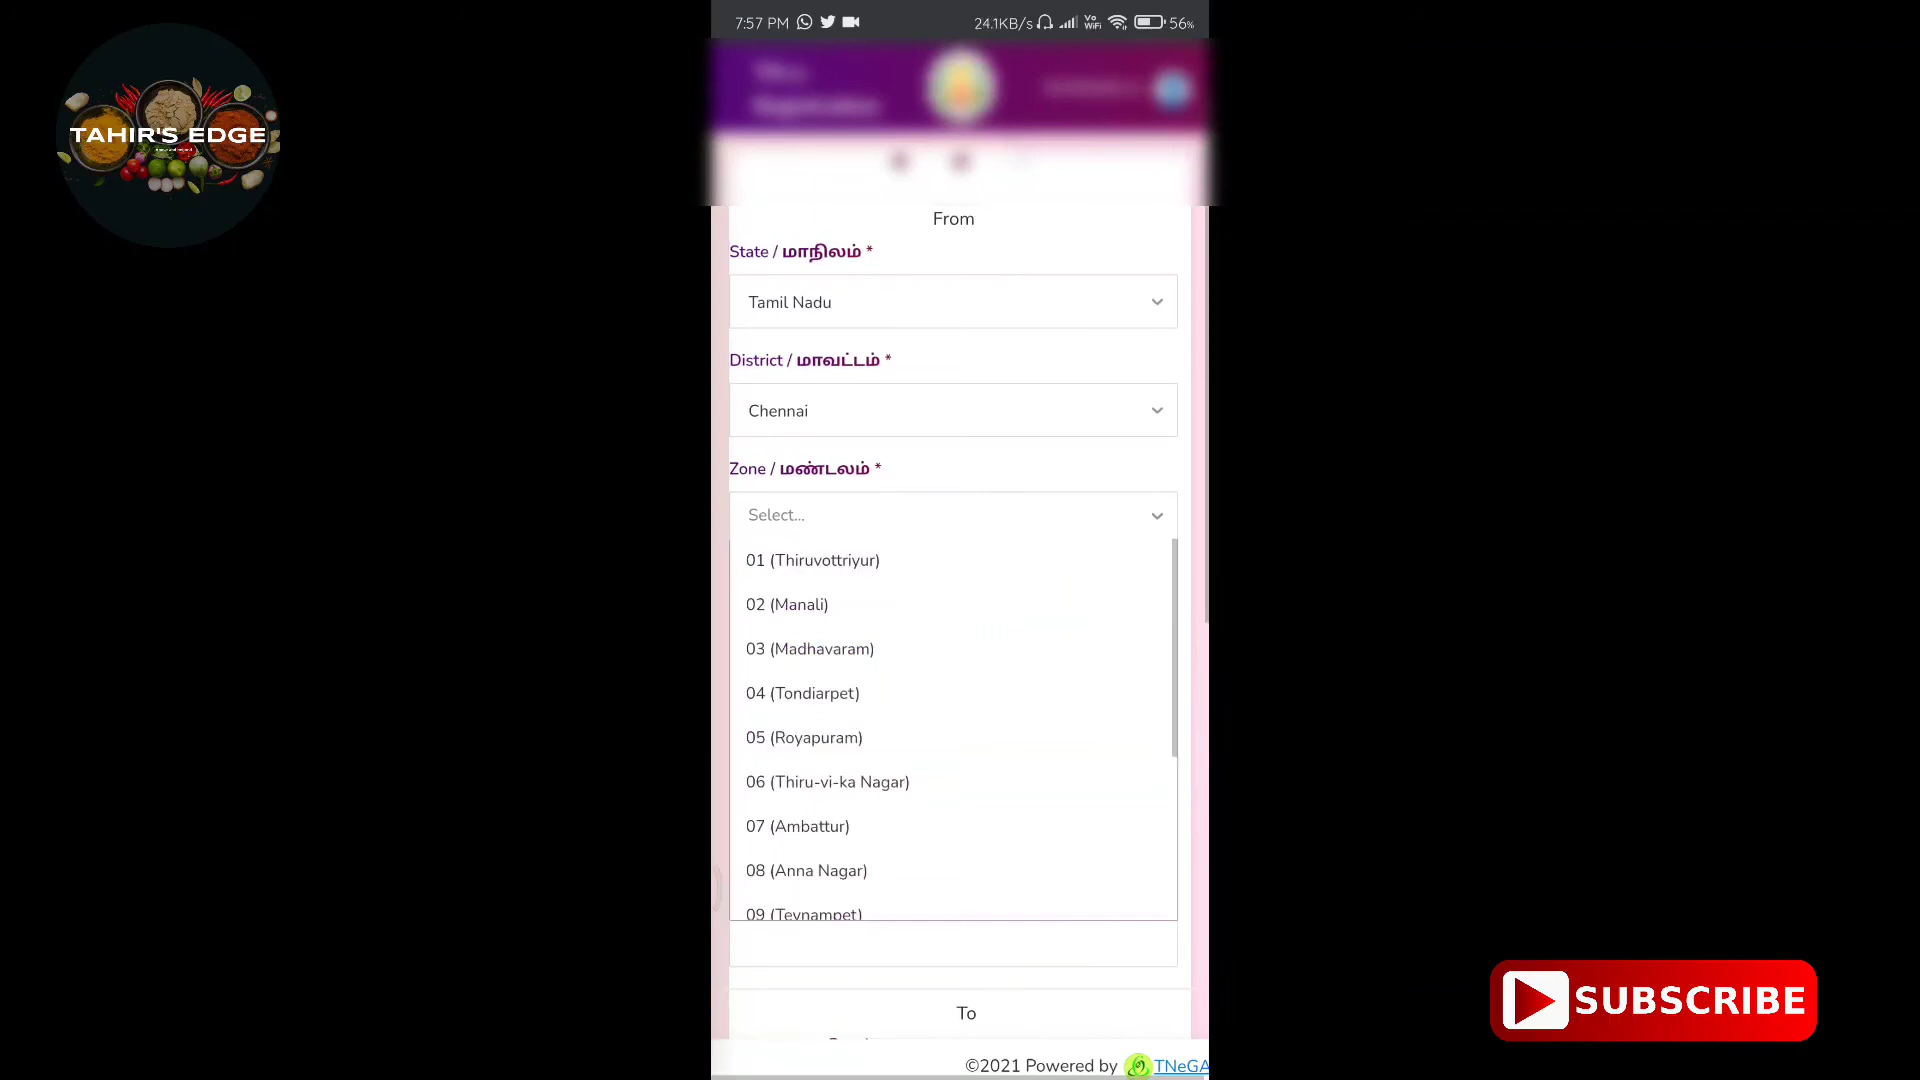 7:57 PM
24.1KB/s
Vo
WiFi
56%
TAHIR'S EDGE
From
State / மாநிலம் *
Tamil Nadu
District / மாவட்டம் *
Chennai
Zone / மண்டலம் *
Select...
01 (Thiruvottriyur)
02 (Manali)
03 (Madhavaram)
04 (Tondiarpet)
05 (Royapuram)
06 (Thiru-vi-ka Nagar)
07 (Ambattur)
08 (Anna Nagar)
09 (Teynampet)
To
©2021 Powered by TNeGA
SUBSCRIBE